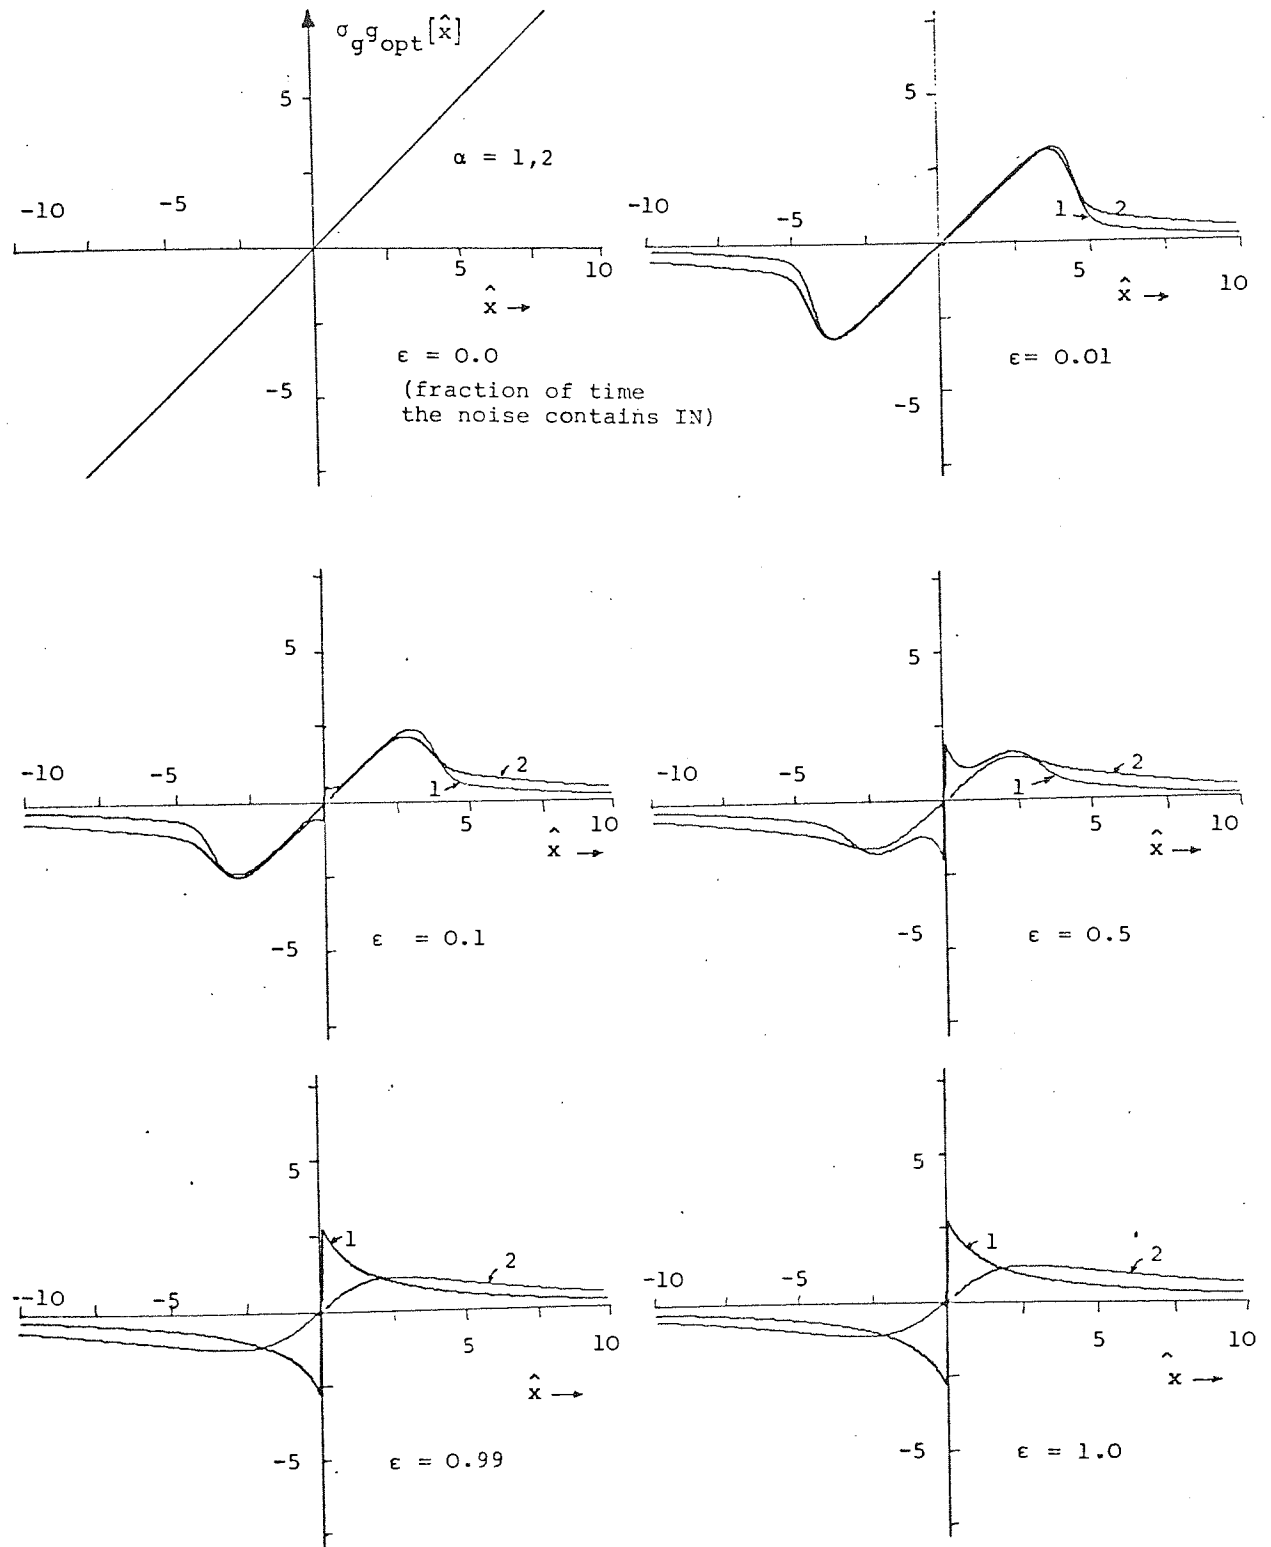 σg gopt[x̂]
5
α = 1,2
-10
-5
5
10
x̂ →
ε = 0.0
(fraction of time
the noise contains IN)
-5
5
-10
-5
1
2
5
10
x̂ →
ε= 0.01
-5
5
-10
-5
2
1
5
10
x̂ →
ε = 0.1
-5
5
-10
-5
2
1
5
10
x̂ →
ε = 0.5
-5
5
1
2
-10
-5
5
10
x̂ →
ε = 0.99
-5
5
1
2
-10
-5
5
10
x̂ →
ε = 1.0
-5